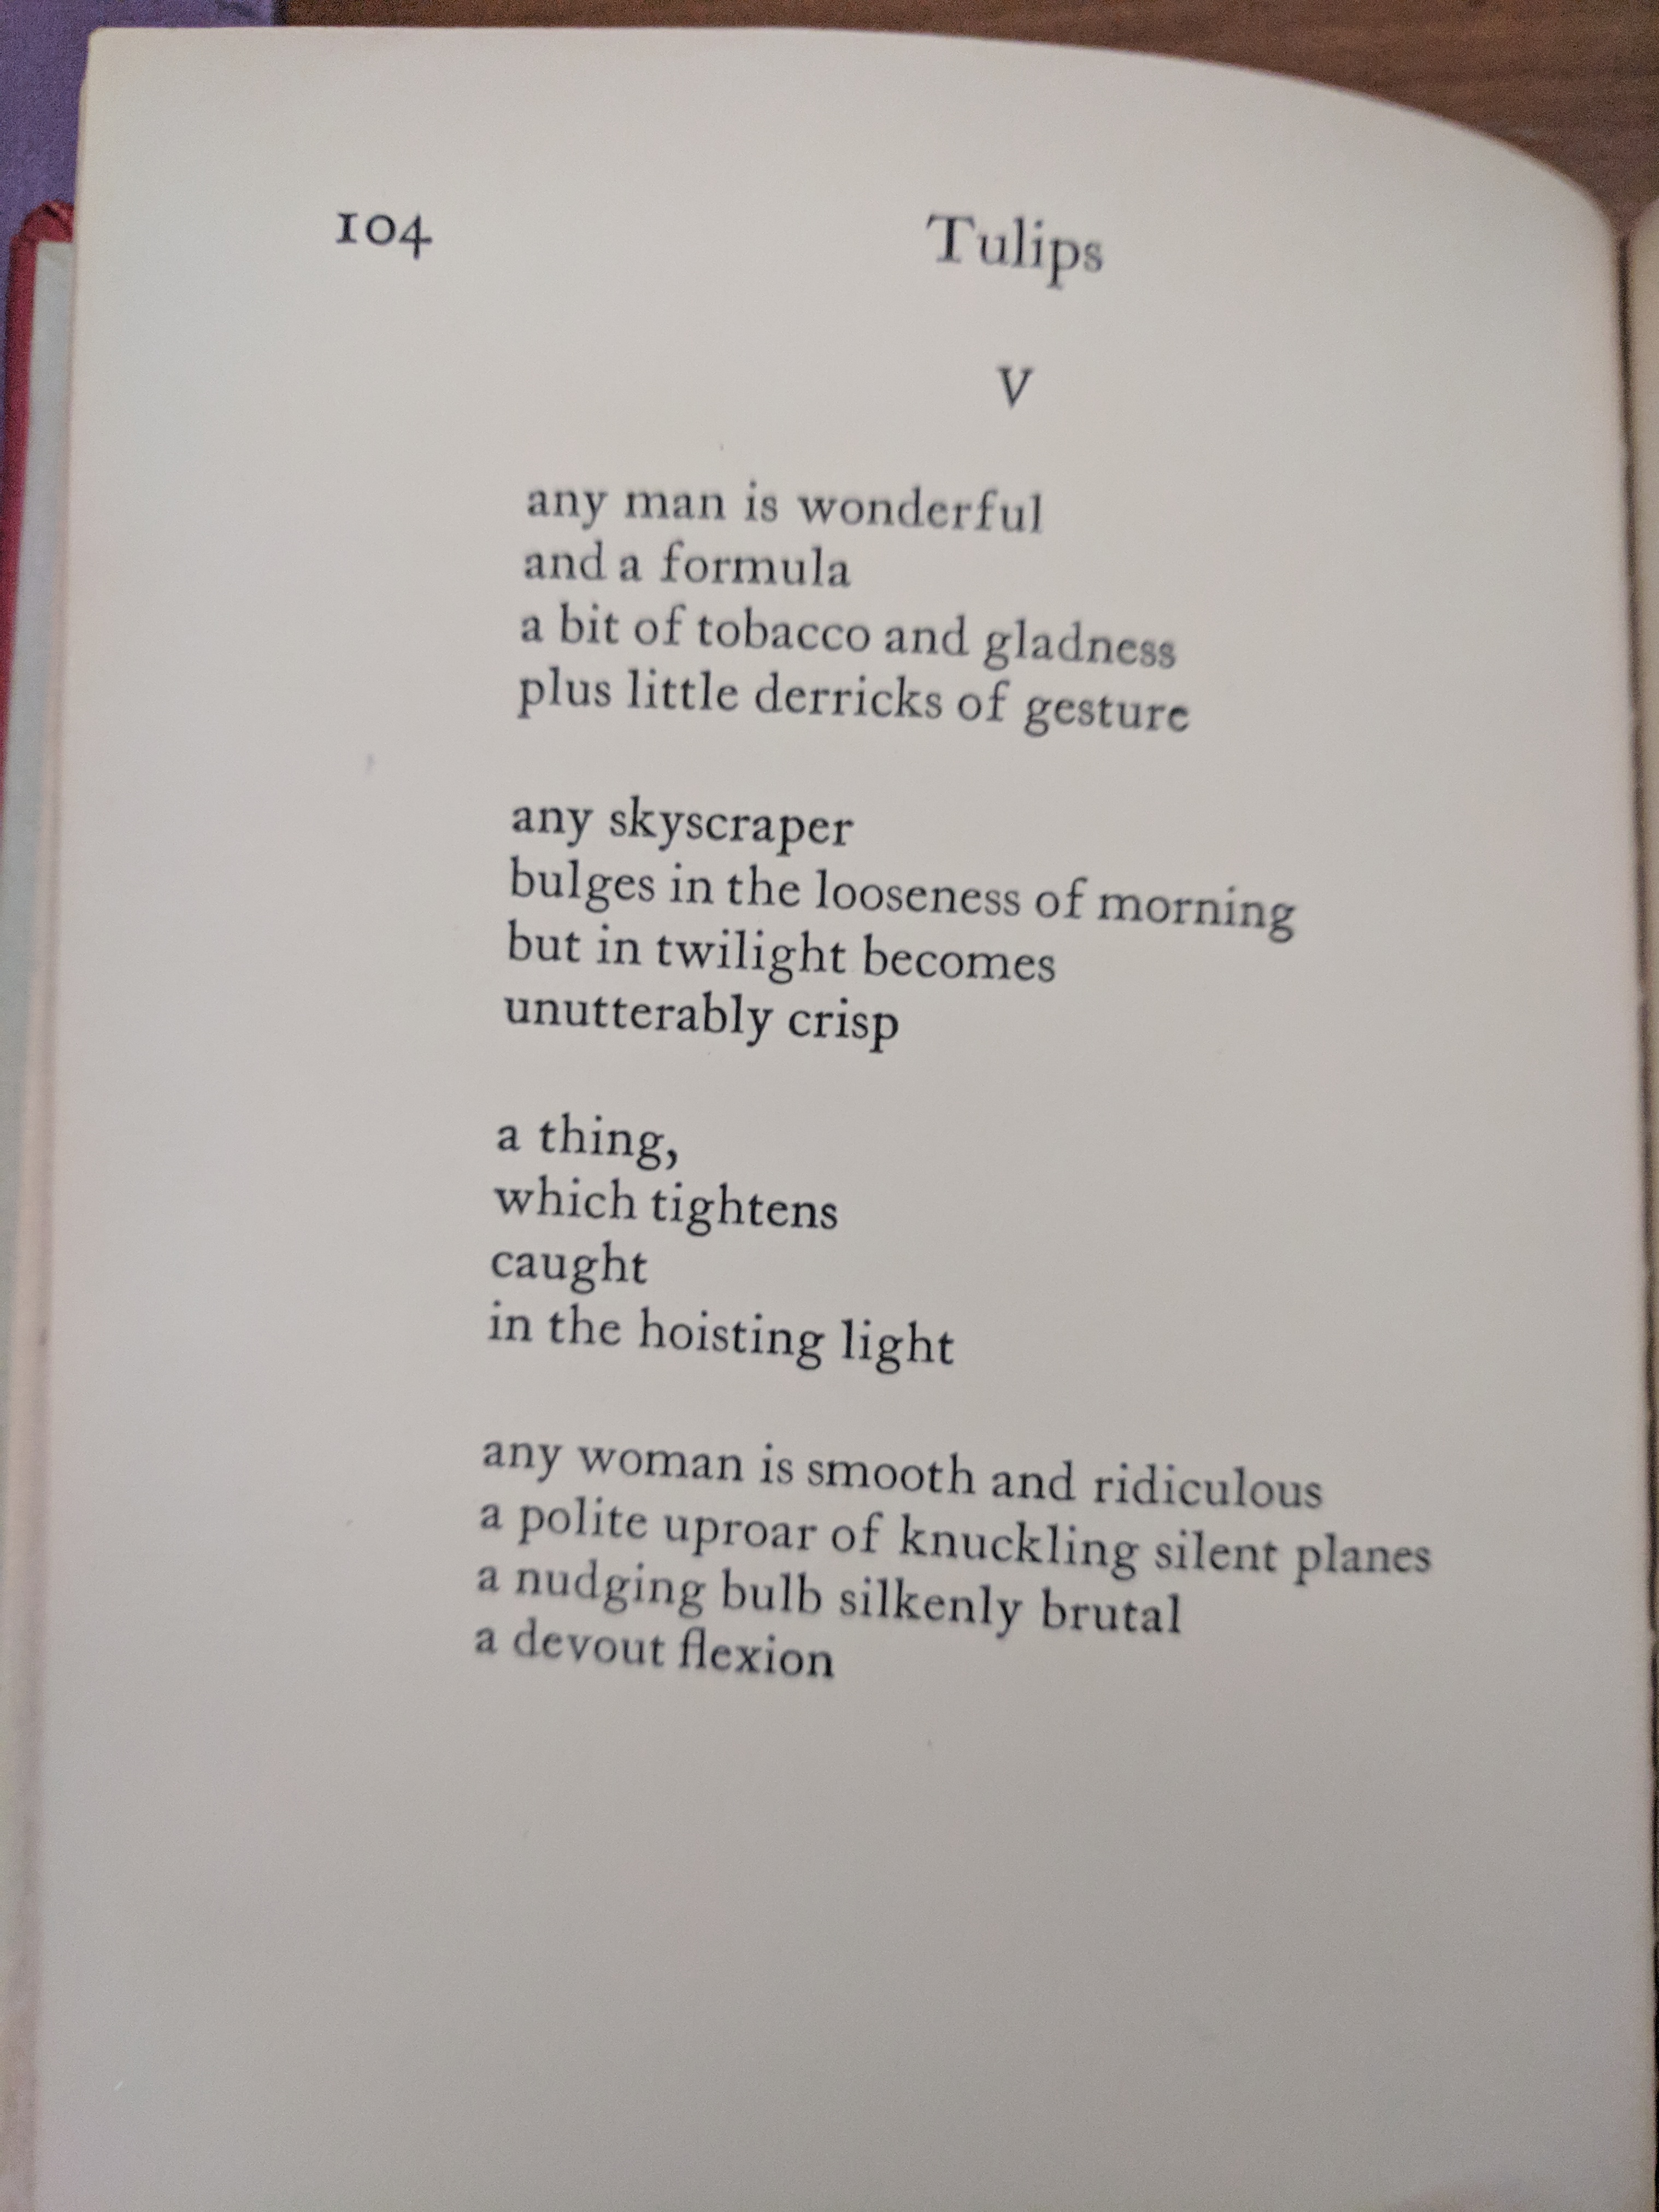 104 Tulips
V
any man is wonderful
and a formula
a bit of tobacco and gladness
plus little derricks of gesture
any skyscraper
bulges in the looseness of morning
but in twilight becomes
unutterably crisp
a thing,
which tightens
caught
in the hoisting light
any woman is smooth and ridiculous
a polite uproar of knuckling silent planes
a nudging bulb silkenly brutal
a devout flexion